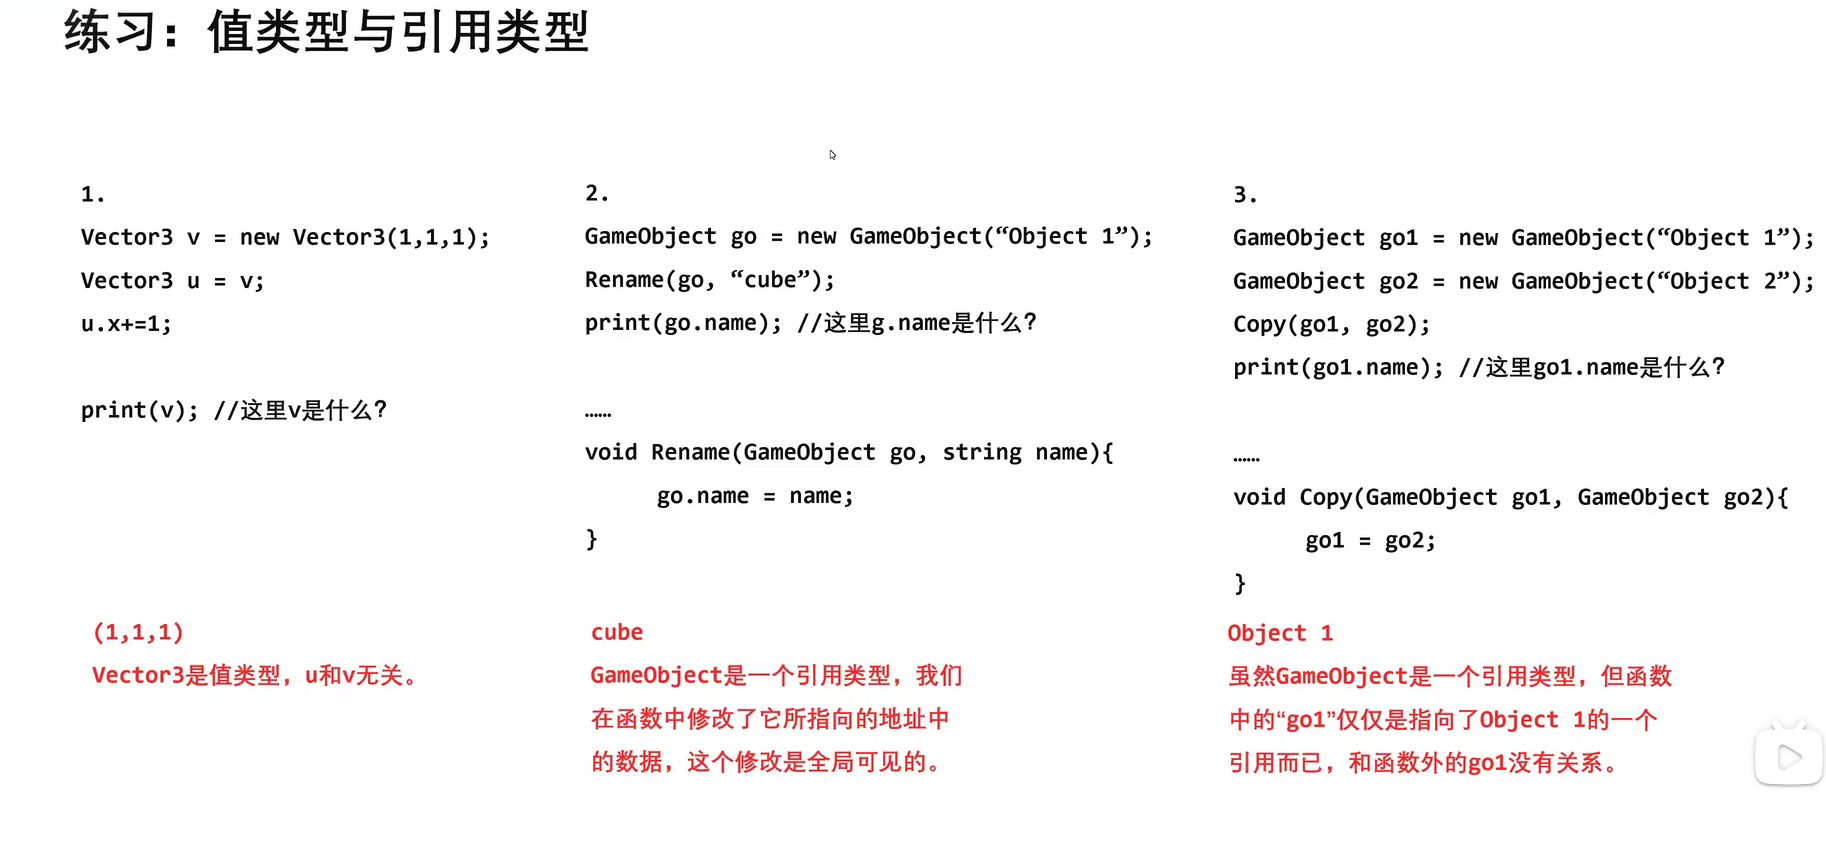 练习：值类型与引用类型
1.
Vector3 v = new Vector3(1,1,1);
Vector3 u = v;
u.x+=1;
print(v); //这里v是什么?
(1,1,1)
Vector3是值类型，u和v无关。
2.
GameObject go = new GameObject(“Object 1”);
Rename(go, “cube”);
print(go.name); //这里g.name是什么?
……
void Rename(GameObject go, string name){
go.name = name;
}
cube
GameObject是一个引用类型，我们
在函数中修改了它所指向的地址中
的数据，这个修改是全局可见的。
3.
GameObject go1 = new GameObject(“Object 1”);
GameObject go2 = new GameObject(“Object 2”);
Copy(go1, go2);
print(go1.name); //这里go1.name是什么?
……
void Copy(GameObject go1, GameObject go2){
go1 = go2;
}
Object 1
虽然GameObject是一个引用类型，但函数
中的“go1”仅仅是指向了Object 1的一个
引用而已，和函数外的go1没有关系。